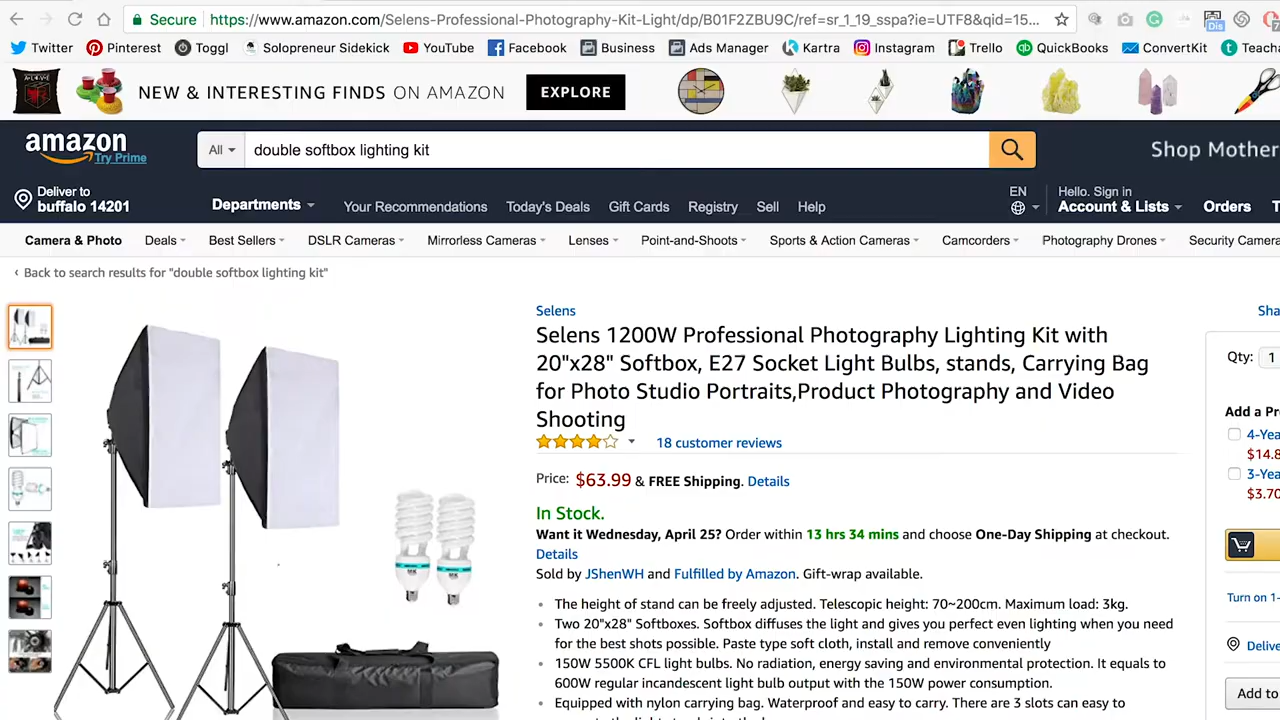 Secure https://www.amazon.com/Selens-Professional-Photography-Kit-Light/dp/B01F2ZBU9C/ref=sr_1_19_sspa?ie=UTF8&qid=15...
Twitter Pinterest Toggl Solopreneur Sidekick YouTube Facebook Business Ads Manager Kartra Instagram Trello QuickBooks ConvertKit Teacha
NEW & INTERESTING FINDS ON AMAZON EXPLORE
amazon
Try Prime
All double softbox lighting kit
Shop Mother
Deliver to
buffalo 14201
Departments Your Recommendations Today's Deals Gift Cards Registry Sell Help
EN
Hello. Sign in
Account & Lists
Orders
Camera & Photo Deals Best Sellers DSLR Cameras Mirrorless Cameras Lenses Point-and-Shoots Sports & Action Cameras Camcorders Photography Drones Security Camera
‹ Back to search results for "double softbox lighting kit"
Selens
Selens 1200W Professional Photography Lighting Kit with
20"x28" Softbox, E27 Socket Light Bulbs, stands, Carrying Bag
for Photo Studio Portraits,Product Photography and Video
Shooting
18 customer reviews
Price: $63.99 & FREE Shipping. Details
In Stock.
Want it Wednesday, April 25? Order within 13 hrs 34 mins and choose One-Day Shipping at checkout.
Details
Sold by JShenWH and Fulfilled by Amazon. Gift-wrap available.
• The height of stand can be freely adjusted. Telescopic height: 70~200cm. Maximum load: 3kg.
• Two 20"x28" Softboxes. Softbox diffuses the light and gives you perfect even lighting when you need
for the best shots possible. Paste type soft cloth, install and remove conveniently
• 150W 5500K CFL light bulbs. No radiation, energy saving and environmental protection. It equals to
600W regular incandescent light bulb output with the 150W power consumption.
• Equipped with nylon carrying bag. Waterproof and easy to carry. There are 3 slots can easy to
Sha
Qty: 1
Add a Pr
4-Yea
$14.8
3-Yea
$3.70
Turn on 1-
Delive
Add to